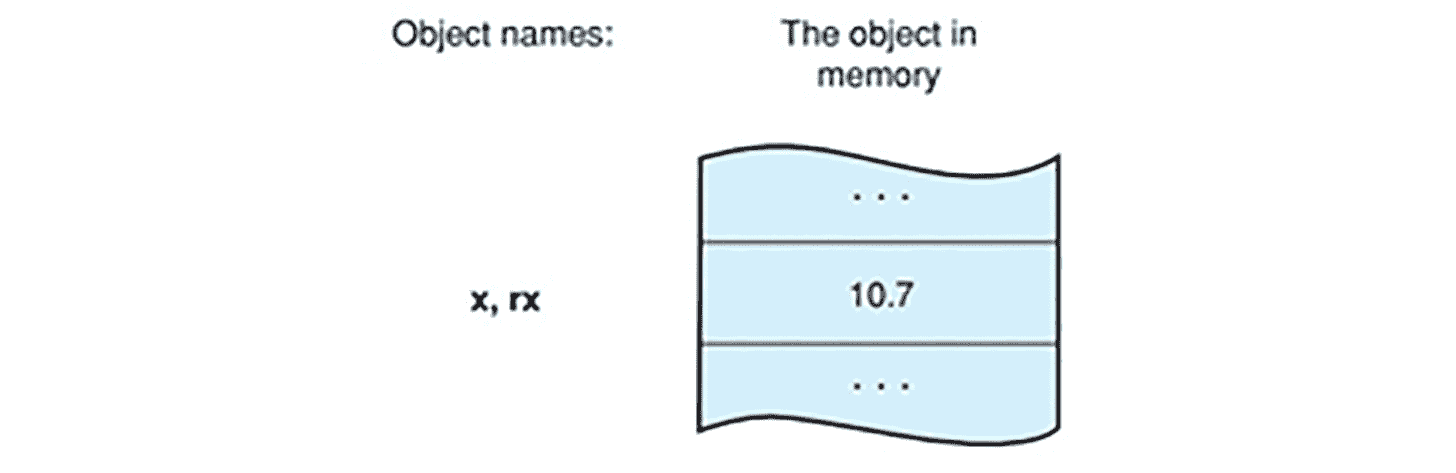 Object names:
The object in
memory
. . .
x, rx
10.7
. . .